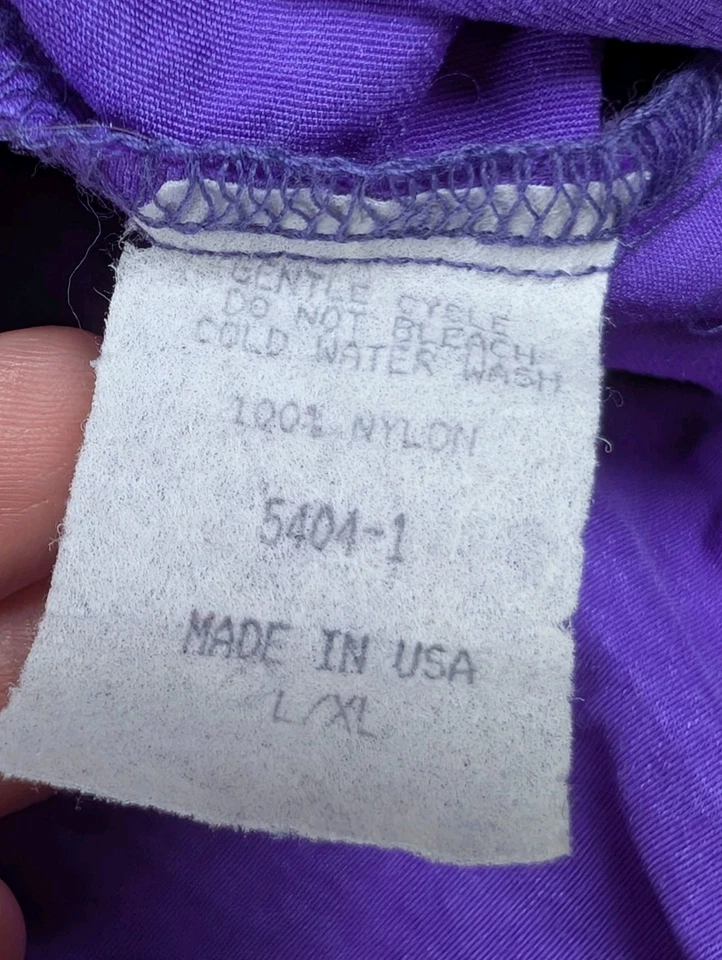 GENTLE CYCLE
DO NOT BLEACH
COLD WATER WASH
100% NYLON
5404-1
MADE IN USA
L/XL